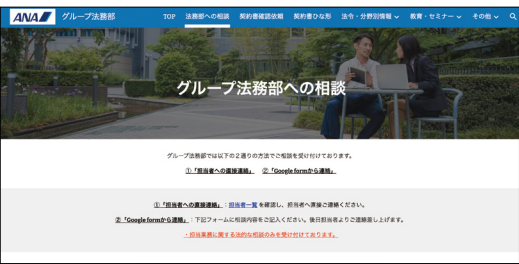 ANA グループ法務部 TOP 法務部への相談 契約書確認依頼 契約書ひな形 法令・分野別情報 教育・セミナー その他
グループ法務部への相談
グループ法務部では以下の2通りの方法でご相談を受け付けております。
①「担当者への直接連絡」 ②「Google formから連絡」
①「担当者への直接連絡」：担当者一覧 を確認し、担当者へ直接ご連絡ください。
②「Google formから連絡」：下記フォームに相談内容をご記入ください。後日担当者よりご連絡差し上げます。
・担当業務に関する法的な相談のみを受け付けております。